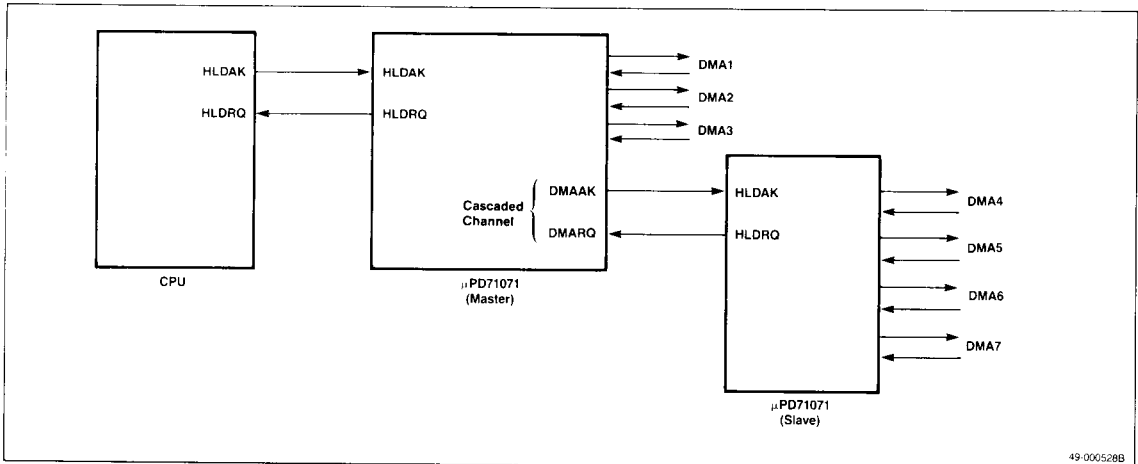 HLDAK
HLDRQ
CPU
HLDAK
HLDRQ
Cascaded
Channel
DMAAK
DMARQ
μPD71071
(Master)
DMA1
DMA2
DMA3
HLDAK
HLDRQ
μPD71071
(Slave)
DMA4
DMA5
DMA6
DMA7
49-000528B